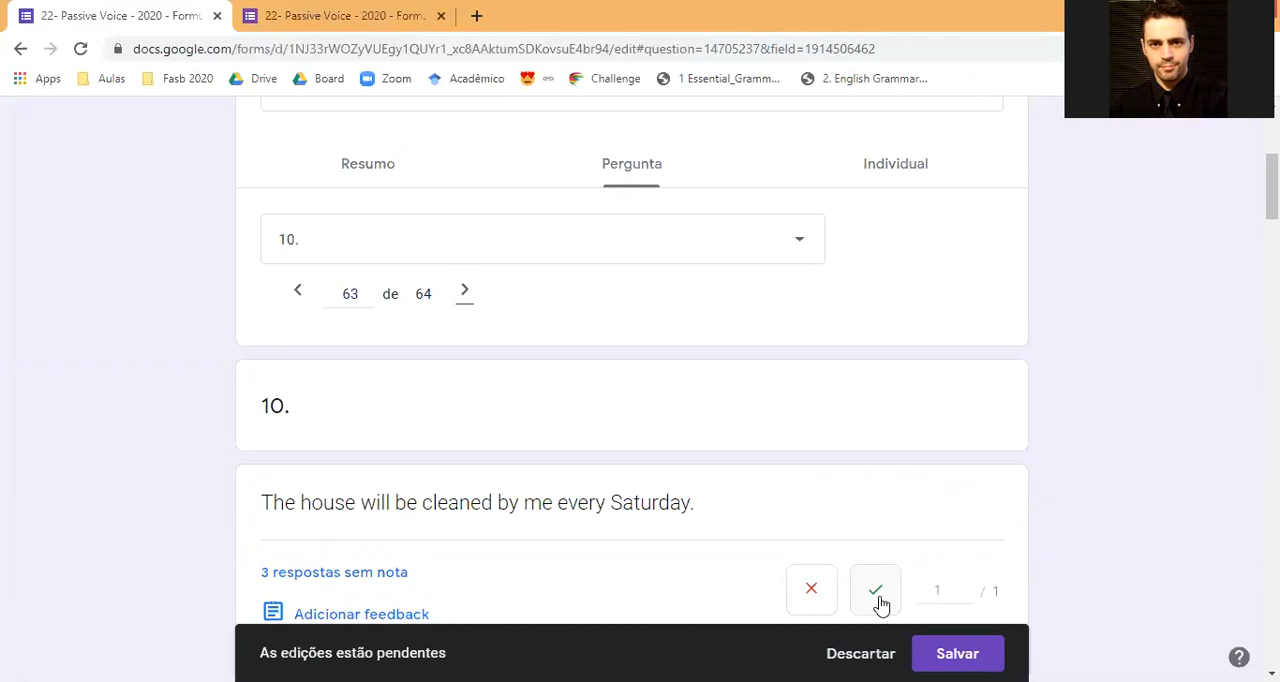 22- Passive Voice - 2020 - Formu
22- Passive Voice - 2020 - Form.
docs.google.com/forms/d/1NJ33rWOZyVUEgy1QUYr1_xc8AAktumSDKovsuE4br94/edit#question=14705237&field=1914506462
Apps
Aulas
Fasb 2020
Drive
Board
Zoom
Acadêmico
Challenge
1 Essential_Gramm...
2. English Grammar...
Resumo
Pergunta
Individual
10.
63 de 64
10.
The house will be cleaned by me every Saturday.
3 respostas sem nota
1 / 1
Adicionar feedback
As edições estão pendentes
Descartar
Salvar